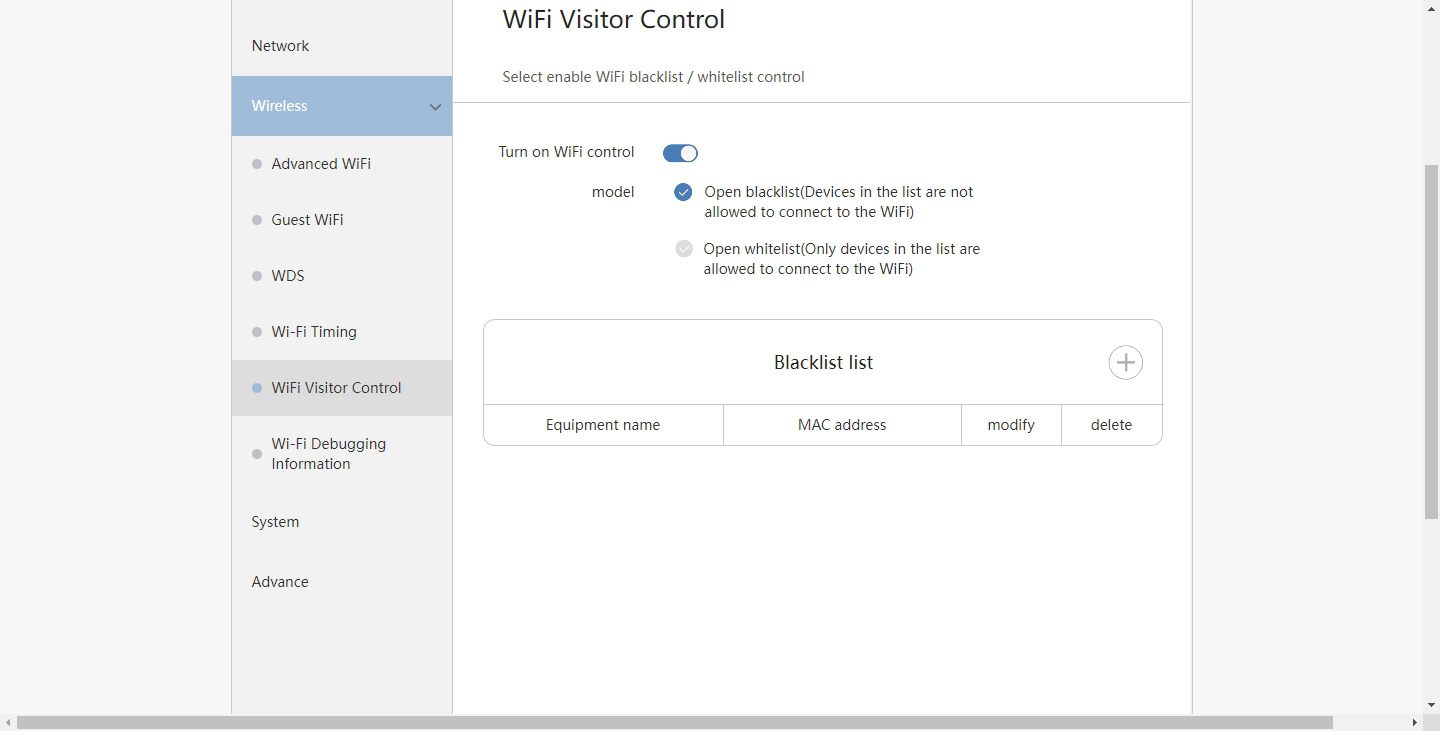 WiFi Visitor Control
Select enable WiFi blacklist / whitelist control
Network
Wireless
Advanced WiFi
Guest WiFi
WDS
Wi-Fi Timing
WiFi Visitor Control
Wi-Fi Debugging
Information
System
Advance
Turn on WiFi control
model
Open blacklist(Devices in the list are not
allowed to connect to the WiFi)
Open whitelist(Only devices in the list are
allowed to connect to the WiFi)
Blacklist list
Equipment name MAC address modify delete